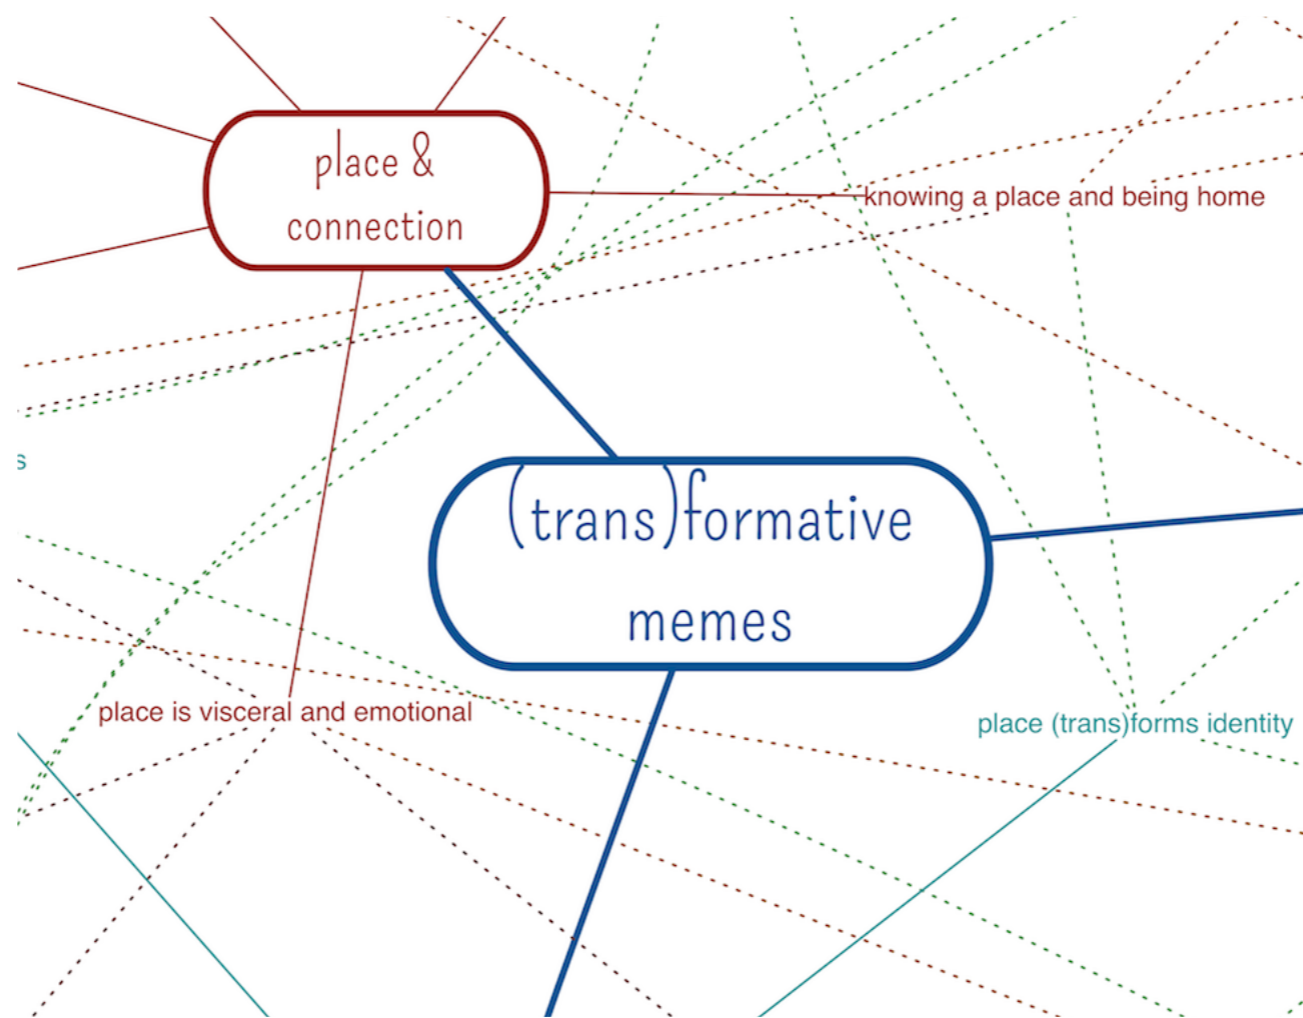 place &
connection
knowing a place and being home
s
(trans)formative
memes
place is visceral and emotional
place (trans)forms identity